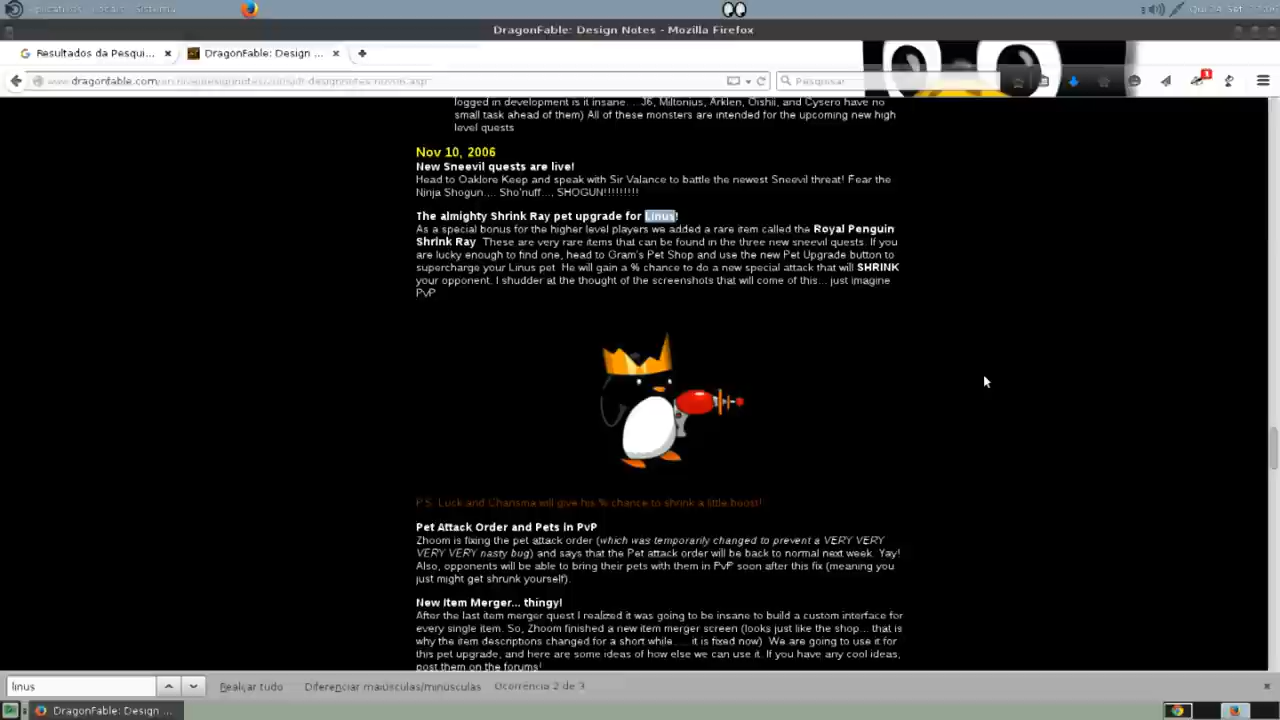 Aplicativos Locais Sistema
DragonFable: Design Notes - Mozilla Firefox
Resultados da Pesqui... × DragonFable: Design ... ×
www.dragonfable.com
Pesquisar
1
logged in development is it insane... J6, Miltonius, Arklen, Oishii, and Cysero have no
small task ahead of them) All of these monsters are intended for the upcoming new high
level quests
Nov 10, 2006
New Sneevil quests are live!
Head to Oaklore Keep and speak with Sir Valance to battle the newest Sneevil threat! Fear the
Ninja Shogun.... Sho'nuff..., SHOGUN!!!!!!!!!
The almighty Shrink Ray pet upgrade for Linus!
As a special bonus for the higher level players we added a rare item called the Royal Penguin
Shrink Ray. These are very rare items that can be found in the three new sneevil quests. If you
are lucky enough to find one, head to Gram's Pet Shop and use the new Pet Upgrade button to
supercharge your Linus pet. He will gain a % chance to do a new special attack that will SHRINK
your opponent. I shudder at the thought of the screenshots that will come of this... just imagine
PvP
P.S. Luck and Charisma will give his % chance to shrink a little boost!
Pet Attack Order and Pets in PvP
Zhoom is fixing the pet attack order (which was temporarily changed to prevent a VERY VERY
VERY VERY nasty bug) and says that the Pet attack order will be back to normal next week. Yay!
Also, opponents will be able to bring their pets with them in PvP soon after this fix (meaning you
just might get shrunk yourself).
New Item Merger... thingy!
After the last item merger quest I realized it was going to be insane to build a custom interface for
every single item. So, Zhoom finished a new item merger screen (looks just like the shop... that is
why the item descriptions changed for a short while.... it is fixed now) We are going to use it for
this pet upgrade, and here are some ideas of how else we can use it. If you have any cool ideas,
post them on the forums!
linus Realçar tudo Diferenciar maiúsculas/minúsculas Ocorrência 2 de 3
DragonFable: Design ...